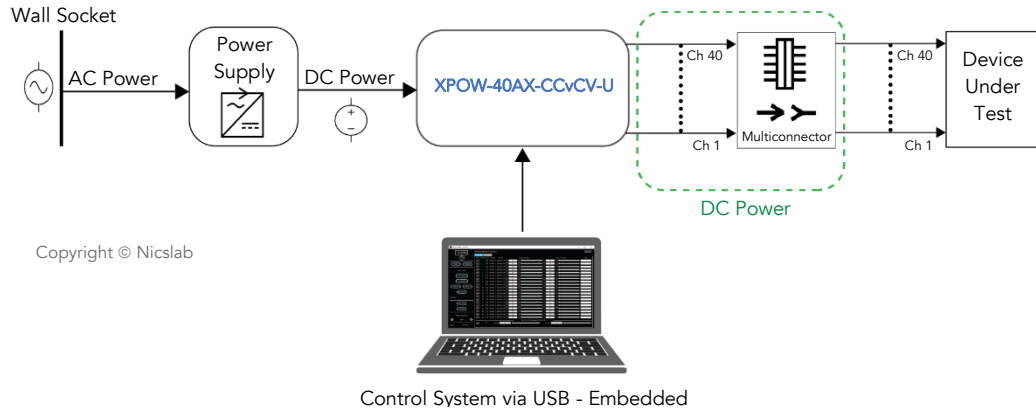 Wall Socket
AC Power
Power
Supply
DC Power
XPOW-40AX-CCvCV-U
Ch 40
Ch 1
Multiconnector
DC Power
Ch 40
Ch 1
Device
Under
Test
Copyright © Nicslab
Control System via USB - Embedded